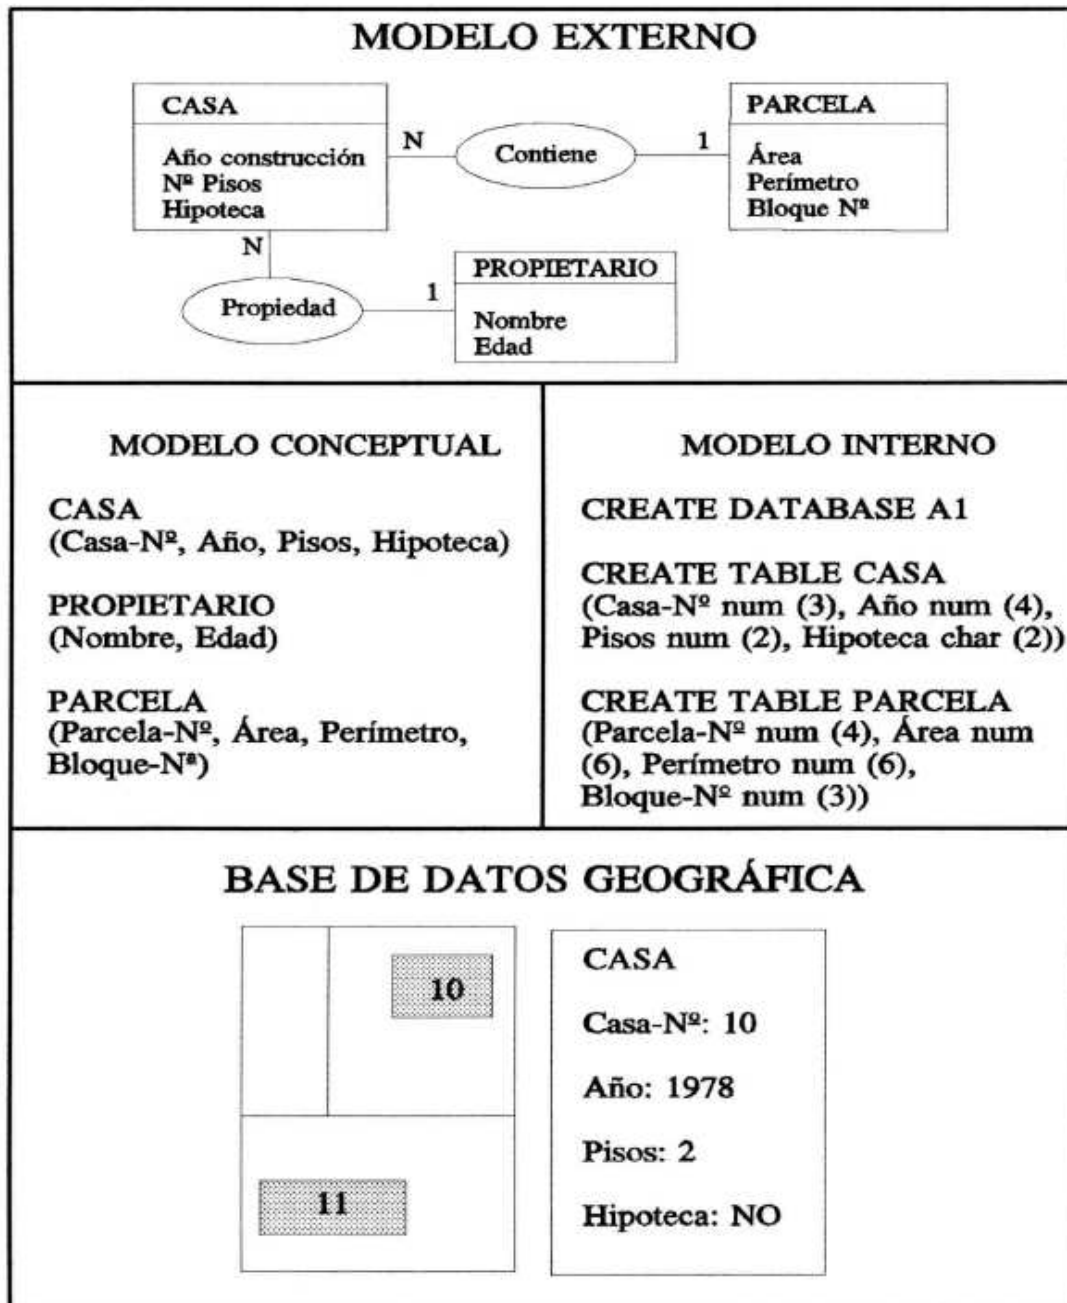 MODELO EXTERNO
CASA
Año construcción
Nº Pisos
Hipoteca
N
Contiene
1
PARCELA
Área
Perímetro
Bloque Nº
N
Propiedad
1
PROPIETARIO
Nombre
Edad
MODELO CONCEPTUAL
CASA
(Casa-Nº, Año, Pisos, Hipoteca)
PROPIETARIO
(Nombre, Edad)
PARCELA
(Parcela-Nº, Área, Perímetro,
Bloque-Nª)
MODELO INTERNO
CREATE DATABASE A1
CREATE TABLE CASA
(Casa-Nº num (3), Año num (4),
Pisos num (2), Hipoteca char (2))
CREATE TABLE PARCELA
(Parcela-Nº num (4), Área num
(6), Perímetro num (6),
Bloque-Nº num (3))
BASE DE DATOS GEOGRÁFICA
10
11
CASA
Casa-Nº: 10
Año: 1978
Pisos: 2
Hipoteca: NO